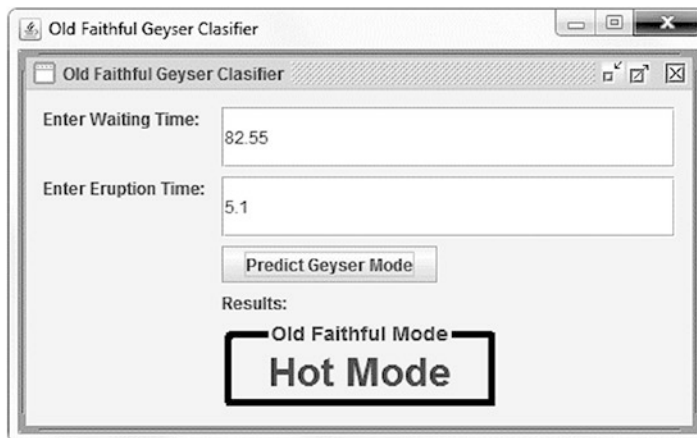 Old Faithful Geyser Clasifier
Old Faithful Geyser Clasifier
Enter Waiting Time:
82.55
Enter Eruption Time:
5.1
Predict Geyser Mode
Results:
Old Faithful Mode
Hot Mode